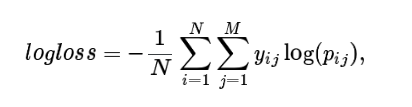 logloss = −\frac{1}{N} \sum_{i=1}^{N} \sum_{j=1}^{M} y_{ij} \log(p_{ij}),